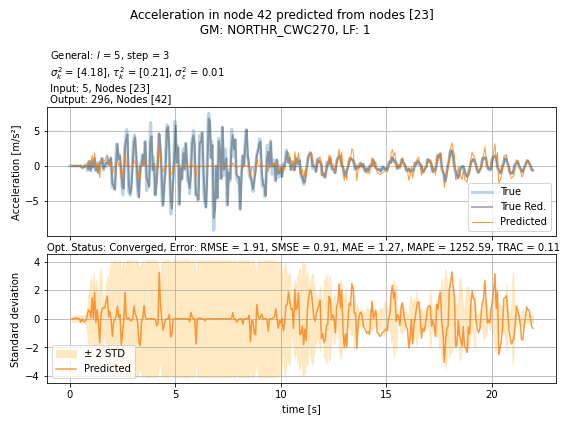 Acceleration in node 42 predicted from nodes [23]
GM: NORTHR_CWC270, LF: 1
General: l = 5, step = 3
σ²ₖ = [4.18], τ²ₖ = [0.21], σ²ε = 0.01
Input: 5, Nodes [23]
Output: 296, Nodes [42]
Acceleration [m/s²]
5
0
−5
True
True Red.
Predicted
Opt. Status: Converged, Error: RMSE = 1.91, SMSE = 0.91, MAE = 1.27, MAPE = 1252.59, TRAC = 0.11
Standard deviation
4
2
0
−2
−4
± 2 STD
Predicted
0 5 10 15 20
time [s]